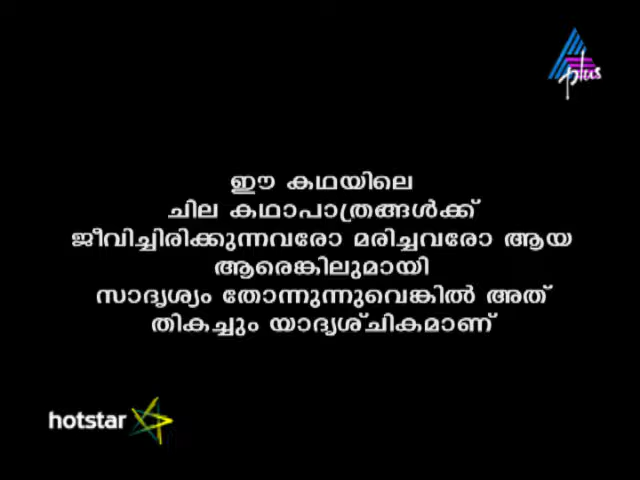 plus
ഈ കഥയിലെ
ചില കഥാപാത്രങ്ങൾക്ക്
ജീവിച്ചിരിക്കുന്നവരോ മരിച്ചവരോ ആയ
ആരെങ്കിലുമായി
സാദൃശ്യം തോന്നുന്നുവെങ്കിൽ അത്
തികച്ചും യാദൃശ്ചികമാണ്
hotstar